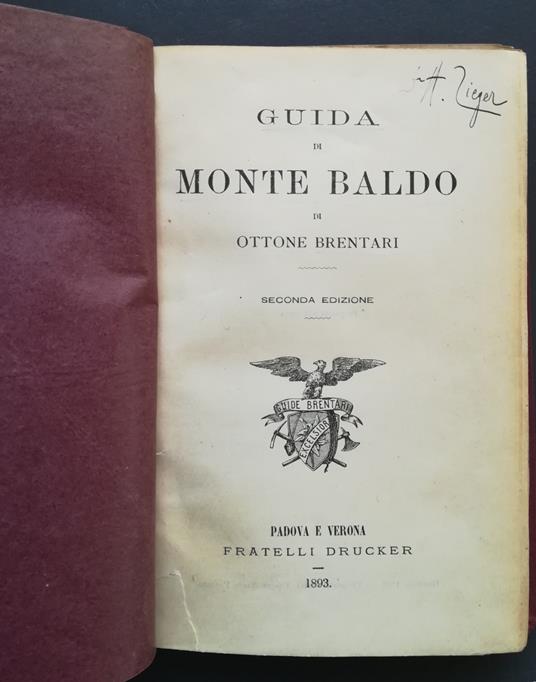 H. Zieger
GUIDA
DI
MONTE BALDO
DI
OTTONE BRENTARI
SECONDA EDIZIONE
GUIDE BRENTARI
EXCELSIOR
PADOVA E VERONA
FRATELLI DRUCKER
1893.